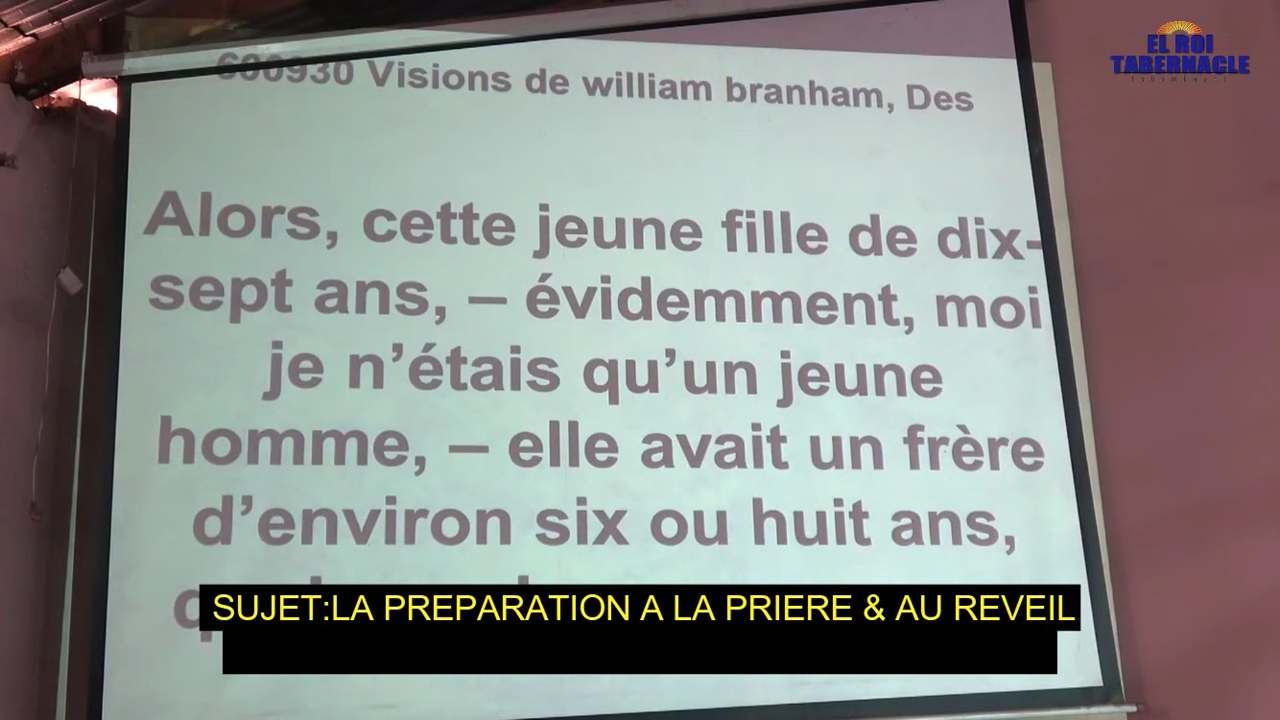 EL ROI
TABERNACLE
600930 Visions de william branham, Des
Alors, cette jeune fille de dix-
sept ans, – évidemment, moi
je n’étais qu’un jeune
homme, – elle avait un frère
d’environ six ou huit ans,
SUJET:LA PREPARATION A LA PRIERE & AU REVEIL